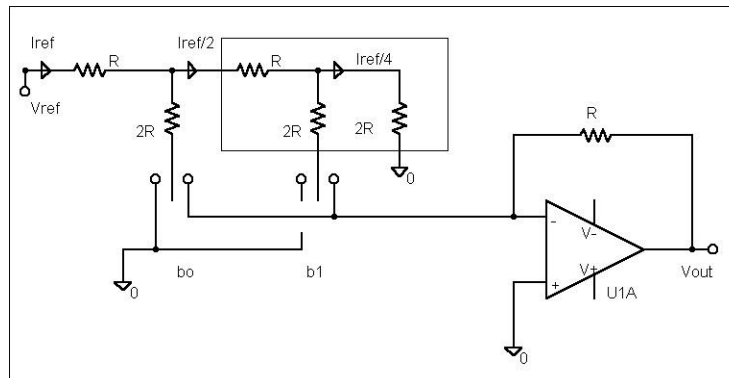 Iref
Iref/2
Iref/4
R
R
Vref
2R
2R
2R
0
R
0
bo
b1
-
V-
V+
+
U1A
Vout
0